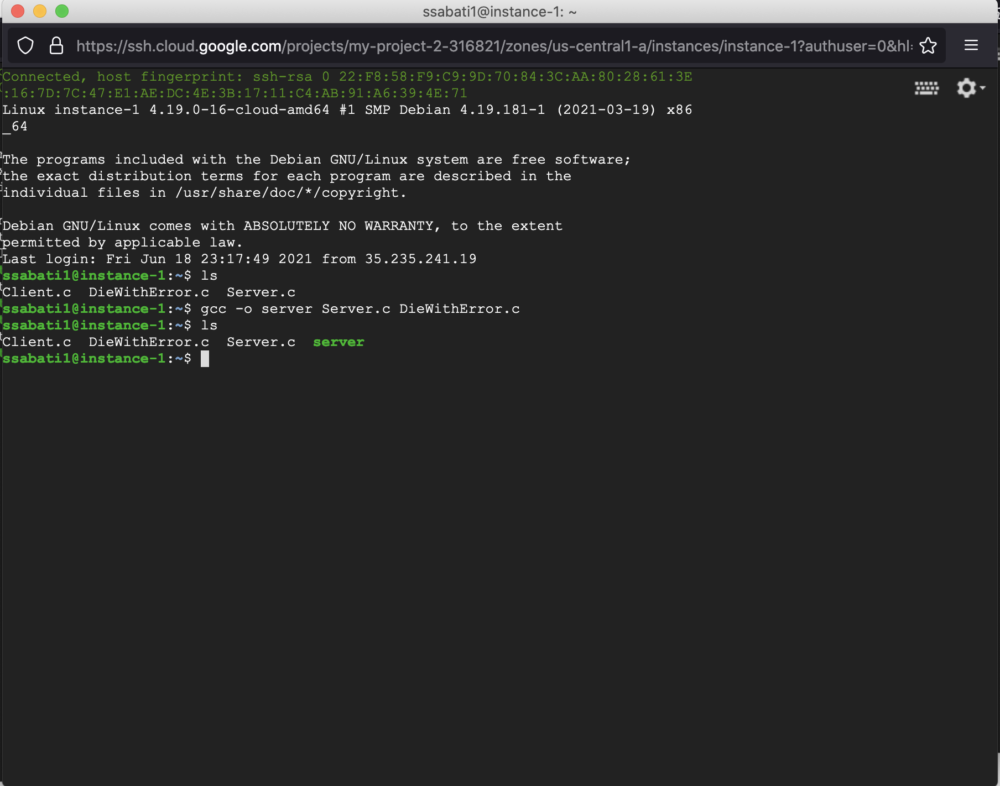 ssabati1@instance-1: ~
https://ssh.cloud.google.com/projects/my-project-2-316821/zones/us-central1-a/instances/instance-1?authuser=0&hl=
Connected, host fingerprint: ssh-rsa 0 22:F8:58:F9:C9:9D:70:84:3C:AA:80:28:61:3E
:16:7D:7C:47:E1:AE:DC:4E:3B:17:11:C4:AB:91:A6:39:4E:71
Linux instance-1 4.19.0-16-cloud-amd64 #1 SMP Debian 4.19.181-1 (2021-03-19) x86
_64
The programs included with the Debian GNU/Linux system are free software;
the exact distribution terms for each program are described in the
individual files in /usr/share/doc/*/copyright.
Debian GNU/Linux comes with ABSOLUTELY NO WARRANTY, to the extent
permitted by applicable law.
Last login: Fri Jun 18 23:17:49 2021 from 35.235.241.19
ssabati1@instance-1:~$ ls
Client.c  DieWithError.c  Server.c
ssabati1@instance-1:~$ gcc -o server Server.c DieWithError.c
ssabati1@instance-1:~$ ls
Client.c  DieWithError.c  Server.c  server
ssabati1@instance-1:~$